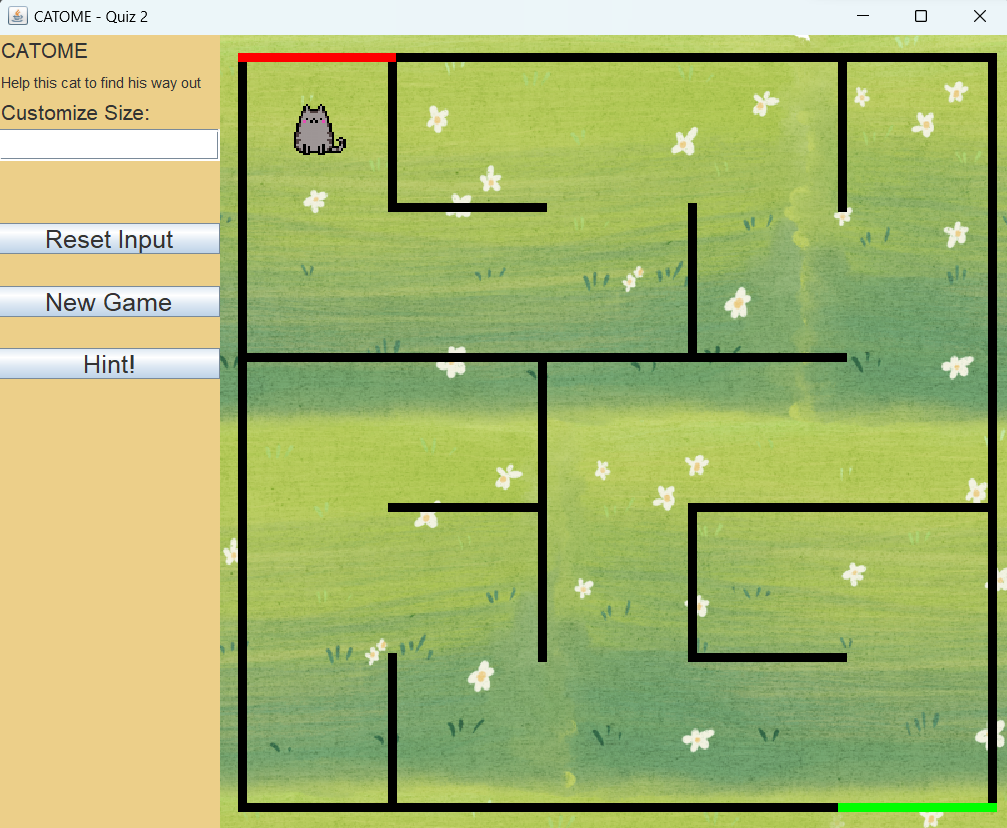 CATOME - Quiz 2
CATOME
Help this cat to find his way out
Customize Size:
Reset Input
New Game
Hint!